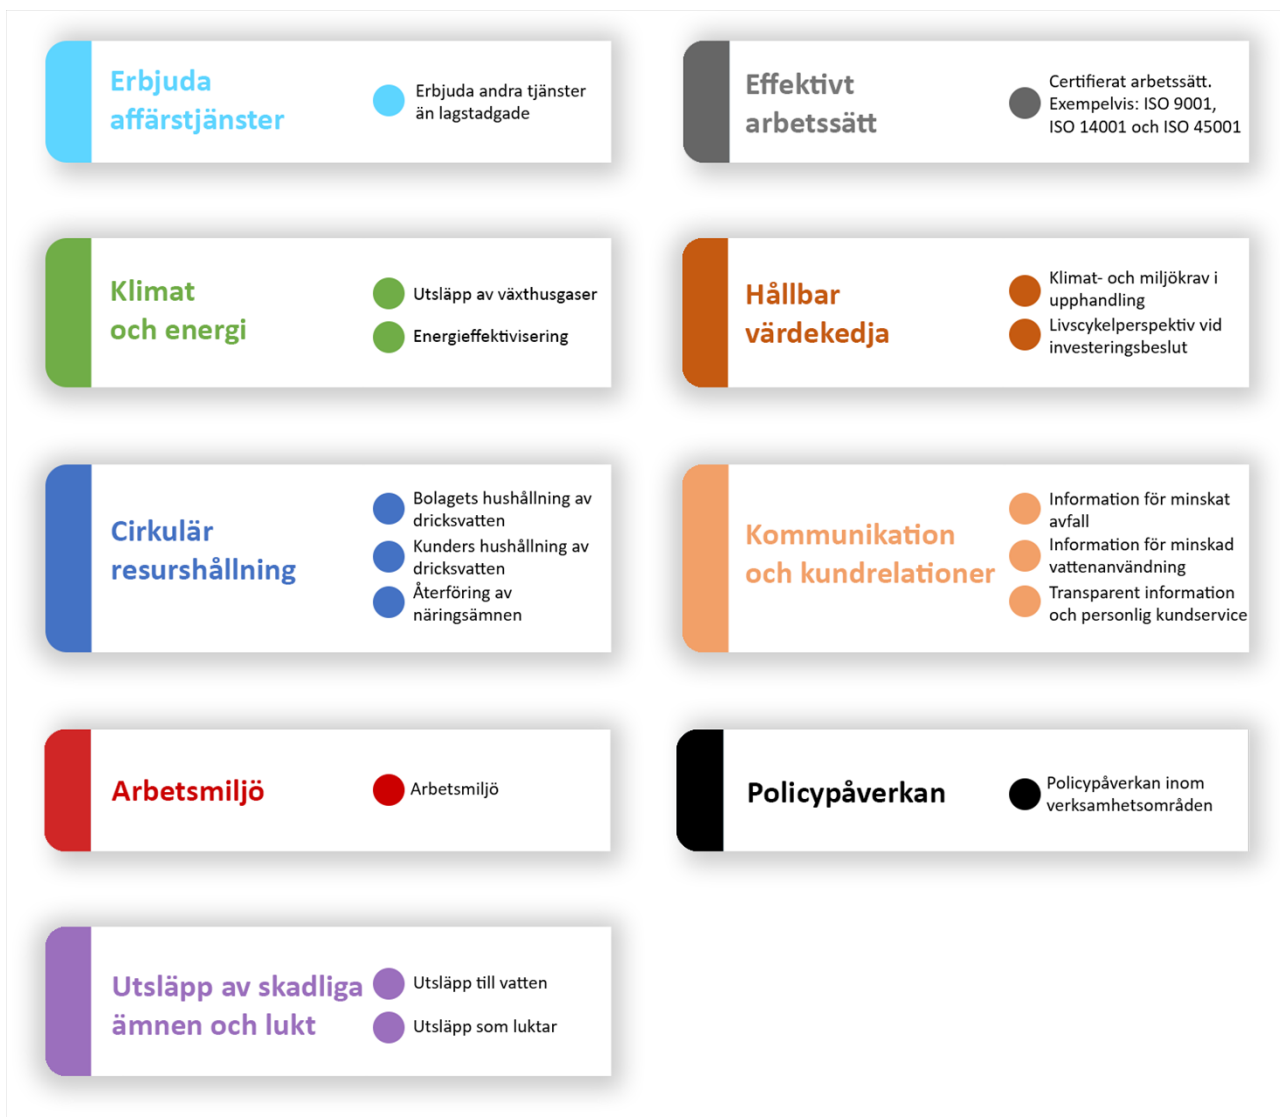 Erbjuda
affärstjänster
Erbjuda andra tjänster
än lagstadgade
Effektivt
arbetssätt
Certifierat arbetssätt.
Exempelvis: ISO 9001,
ISO 14001 och ISO 45001
Klimat
och energi
Utsläpp av växthusgaser
Energieffektivisering
Hållbar
värdekedja
Klimat- och miljökrav i
upphandling
Livscykelperspektiv vid
investeringsbeslut
Cirkulär
resurshållning
Bolagets hushållning av
dricksvatten
Kunders hushållning av
dricksvatten
Återföring av
näringsämnen
Kommunikation
och kundrelationer
Information för minskat
avfall
Information för minskad
vattenanvändning
Transparent information
och personlig kundservice
Arbetsmiljö
Arbetsmiljö
Policypåverkan
Policypåverkan inom
verksamhetsområden
Utsläpp av skadliga
ämnen och lukt
Utsläpp till vatten
Utsläpp som luktar